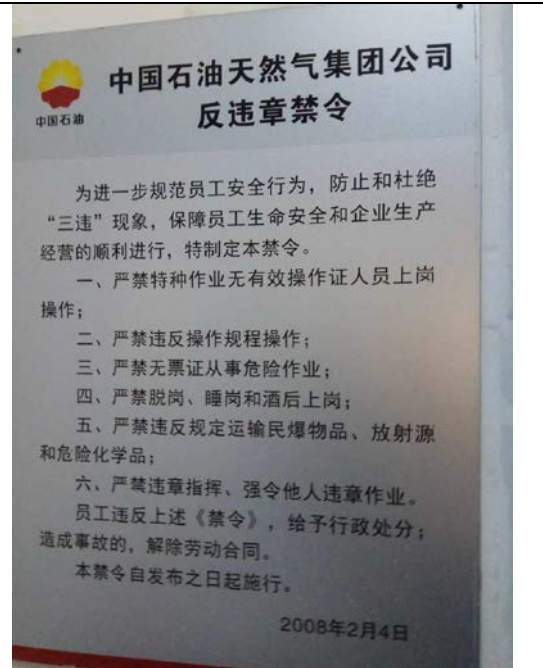 中国石油
中国石油天然气集团公司
反违章禁令
为进一步规范员工安全行为，防止和杜绝
“三违”现象，保障员工生命安全和企业生产
经营的顺利进行，特制定本禁令。
一、严禁特种作业无有效操作证人员上岗
操作；
二、严禁违反操作规程操作；
三、严禁无票证从事危险作业；
四、严禁脱岗、睡岗和酒后上岗；
五、严禁违反规定运输民爆物品、放射源
和危险化学品；
六、严禁违章指挥、强令他人违章作业。
员工违反上述《禁令》，给予行政处分；
造成事故的，解除劳动合同。
本禁令自发布之日起施行。
2008年2月4日